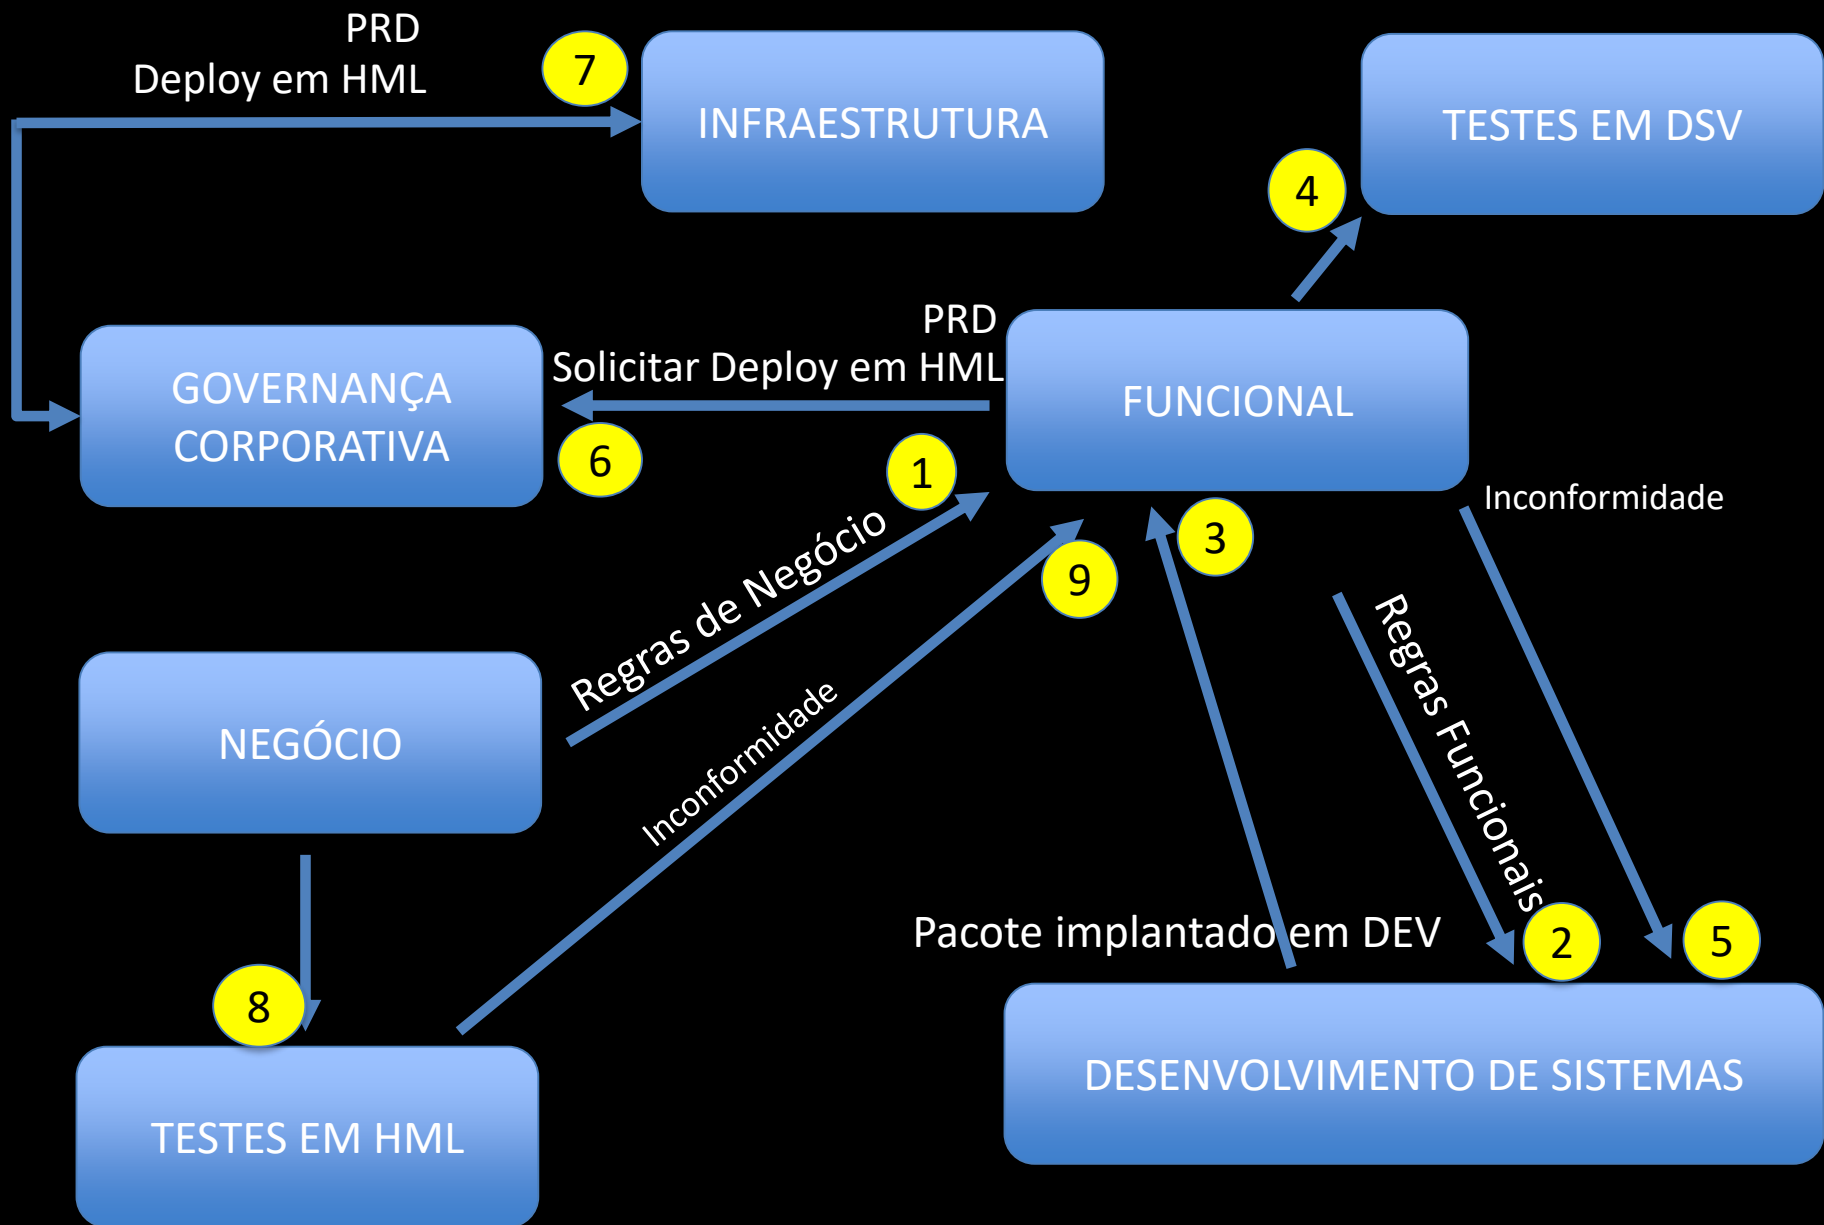 PRD
Deploy em HML
7
INFRAESTRUTURA
TESTES EM DSV
4
PRD
Solicitar Deploy em HML
GOVERNANÇA
CORPORATIVA
FUNCIONAL
6
1
Inconformidade
3
9
Regras de Negócio
Regras Funcionais
NEGÓCIO
Inconformidade
Pacote implantado em DEV
2
5
8
DESENVOLVIMENTO DE SISTEMAS
TESTES EM HML